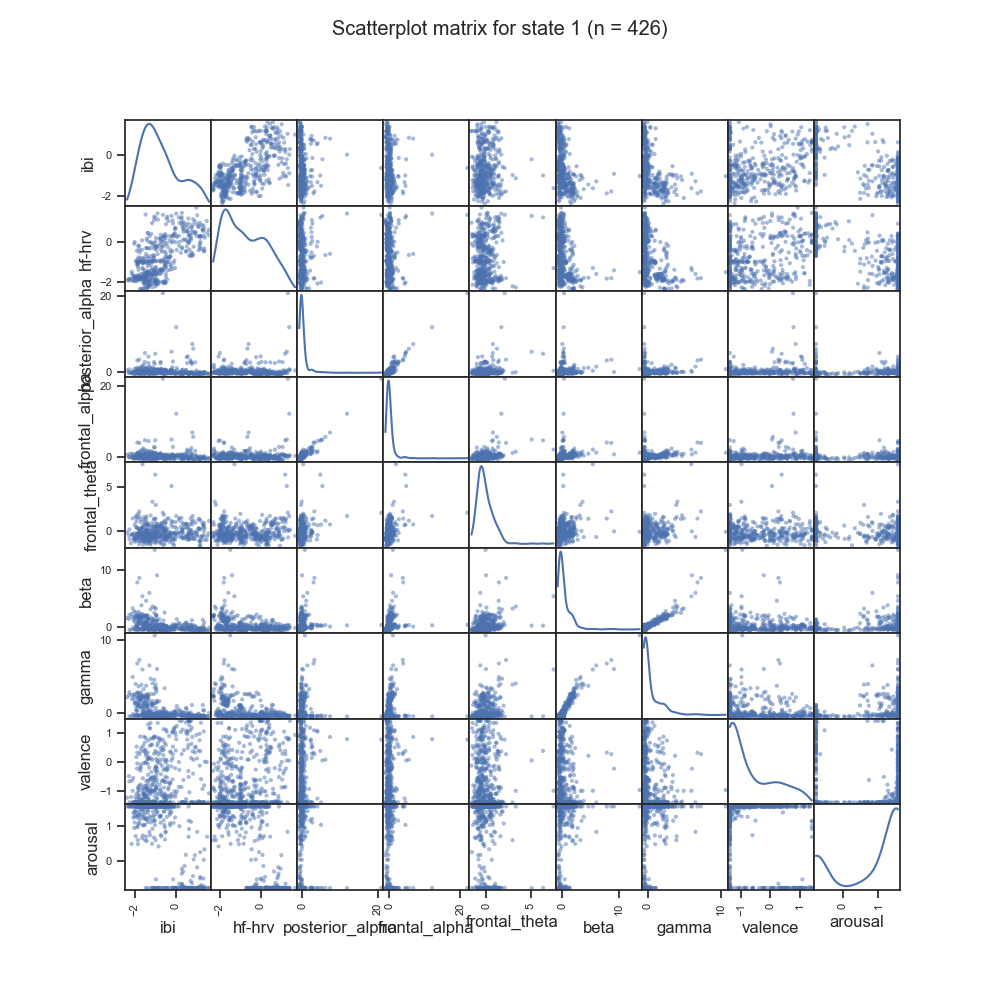 Scatterplot matrix for state 1 (n = 426)
ibi
0
-2
hf-hrv
0
−2
posterior_alpha
20
0
frontal_alpha
20
0
frontal_theta
5
0
beta
10
0
gamma
10
0
valence
1
0
−1
arousal
1
0
−2 0 −2 0 0 20 0 20 0 5 0 10 0 10 −1 0 1 0 1
ibi hf-hrv posterior_alpha frontal_alpha frontal_theta beta gamma valence arousal